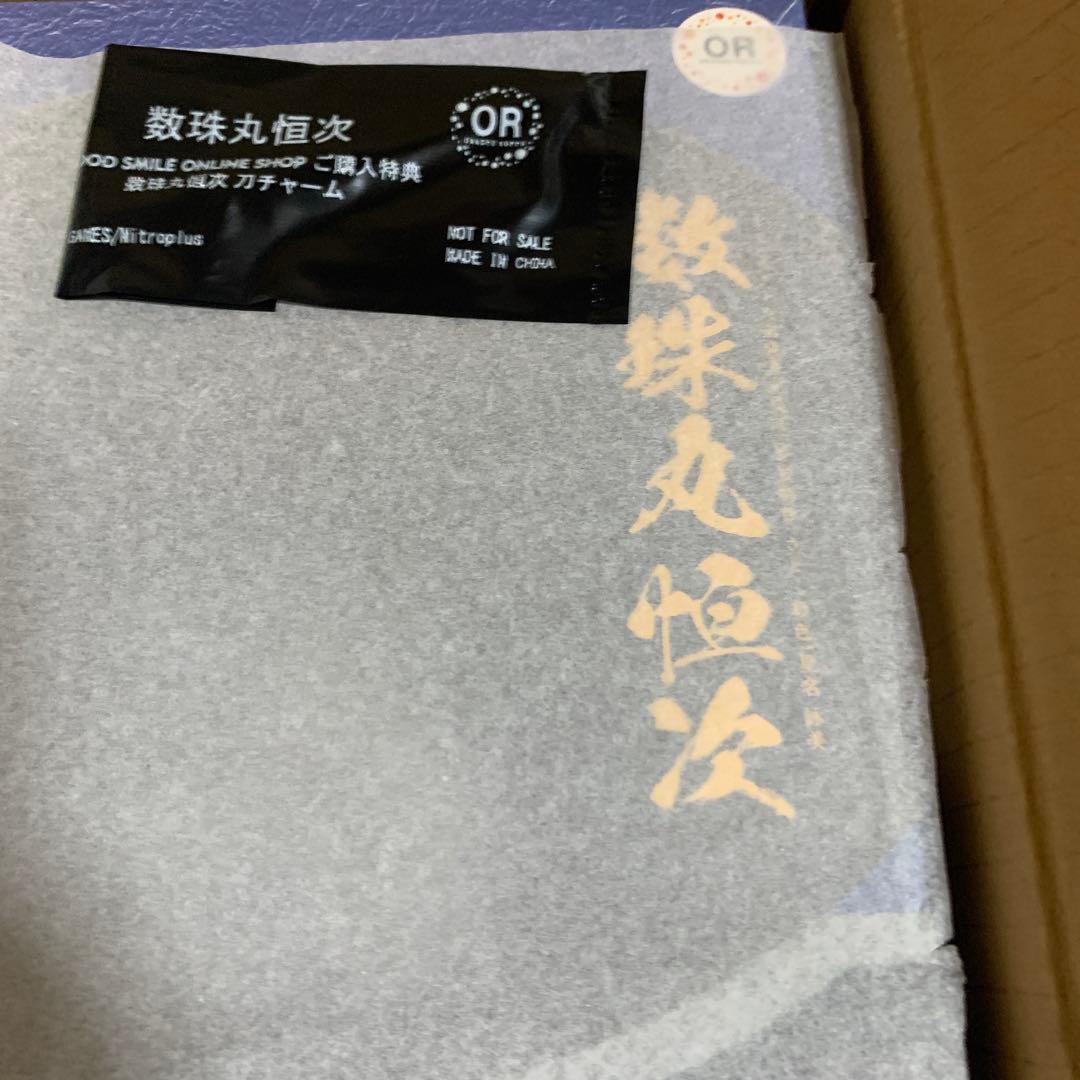 数珠丸恒次
OOD SMILE ONLINE SHOP ご購入特典
数珠丸恒次 刀チャーム
GAMES/Nitroplus
OR
NOT FOR SALE
MADE IN CHINA
OR
数珠丸恒次